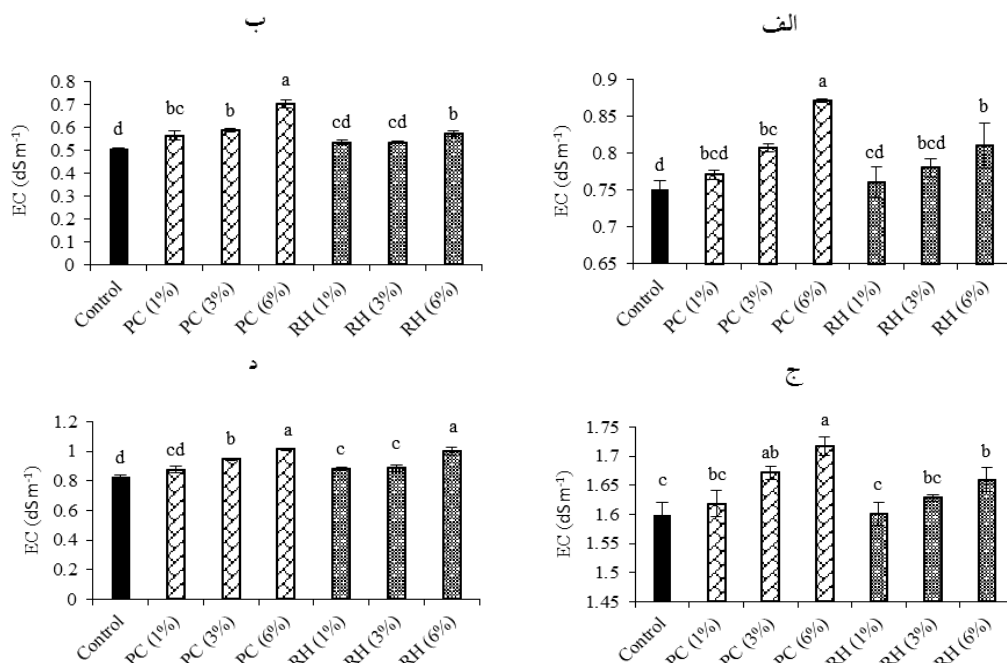 الف
EC (dS m⁻¹)
0.9
0.85
0.8
0.75
0.7
0.65
a
b
bc
bcd
cd
cd
d
Control
PC (1%)
PC (3%)
PC (6%)
RH (1%)
RH (3%)
RH (6%)
ب
EC (dS m⁻¹)
0.8
0.7
0.6
0.5
0.4
0.3
0.2
0.1
0
d
bc
b
a
cd
cd
b
Control
PC (1%)
PC (3%)
PC (6%)
RH (1%)
RH (3%)
RH (6%)
ج
EC (dS m⁻¹)
1.75
1.7
1.65
1.6
1.55
1.5
1.45
c
bc
ab
a
c
bc
b
Control
PC (1%)
PC (3%)
PC (6%)
RH (1%)
RH (3%)
RH (6%)
د
EC (dS m⁻¹)
1.2
1
0.8
0.6
0.4
0.2
0
d
cd
b
a
c
c
a
Control
PC (1%)
PC (3%)
PC (6%)
RH (1%)
RH (3%)
RH (6%)